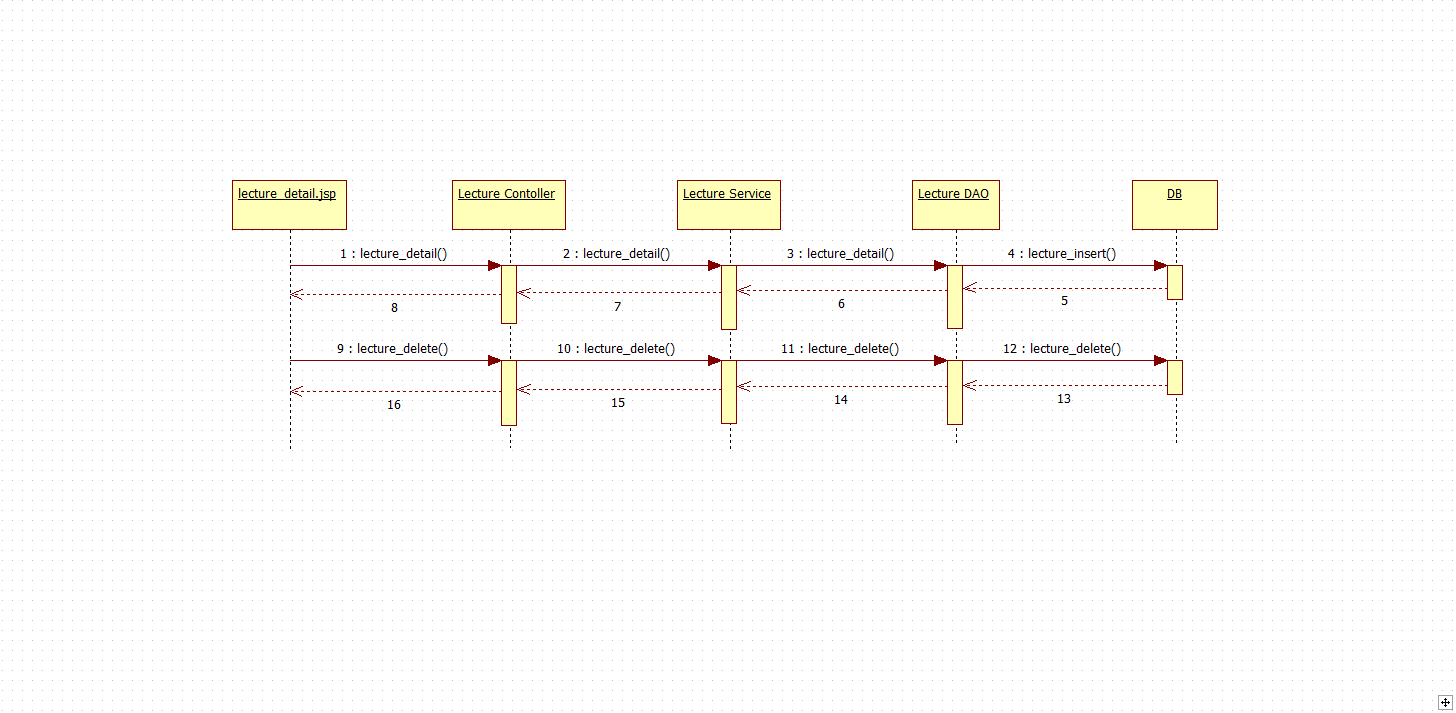 lecture_detail.jsp
Lecture Contoller
Lecture Service
Lecture DAO
DB
1 : lecture_detail()
2 : lecture_detail()
3 : lecture_detail()
4 : lecture_insert()
8
7
6
5
9 : lecture_delete()
10 : lecture_delete()
11 : lecture_delete()
12 : lecture_delete()
16
15
14
13